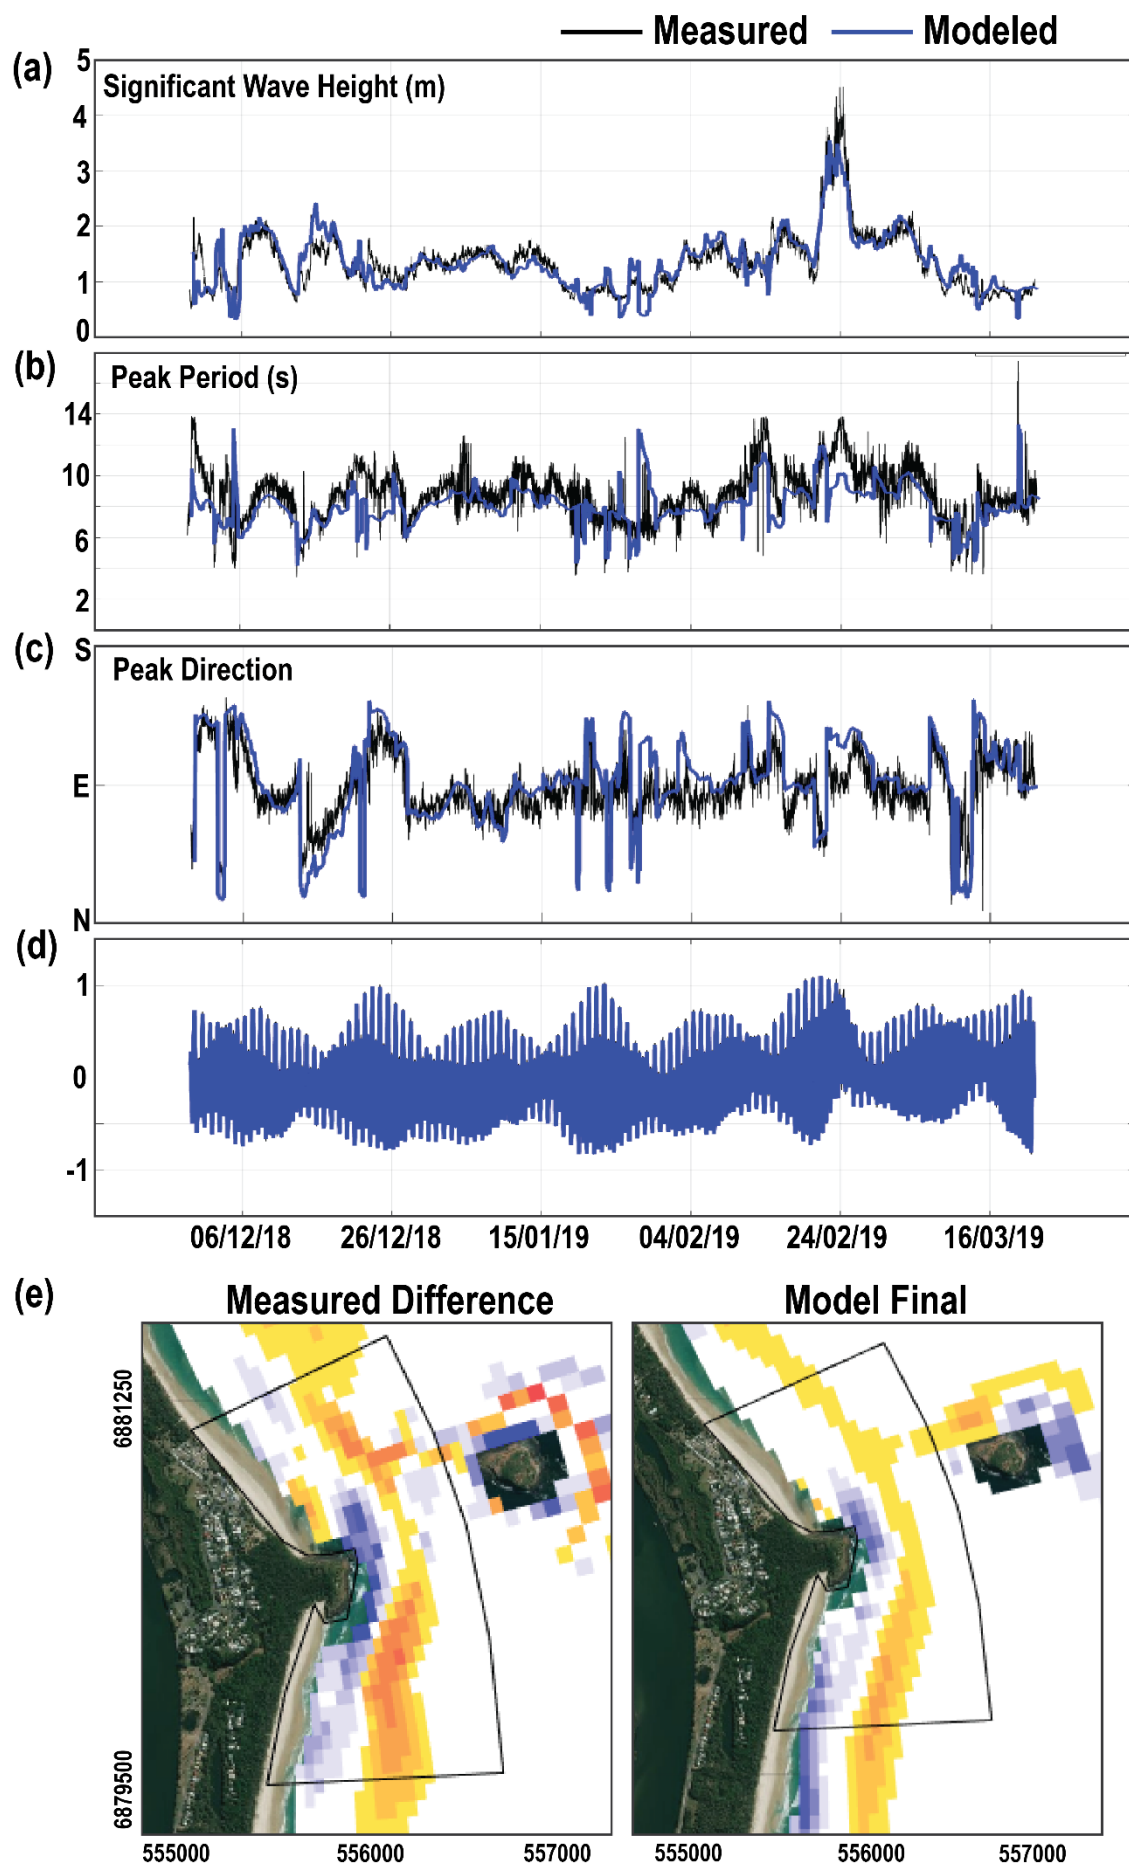 Measured Modeled
(a)
Significant Wave Height (m)
5
4
3
2
1
0
(b)
Peak Period (s)
14
10
6
2
(c)
Peak Direction
S
E
N
(d)
1
0
-1
06/12/18 26/12/18 15/01/19 04/02/19 24/02/19 16/03/19
(e)
Measured Difference Model Final
6881250
6879500
555000 556000 557000 555000 556000 557000